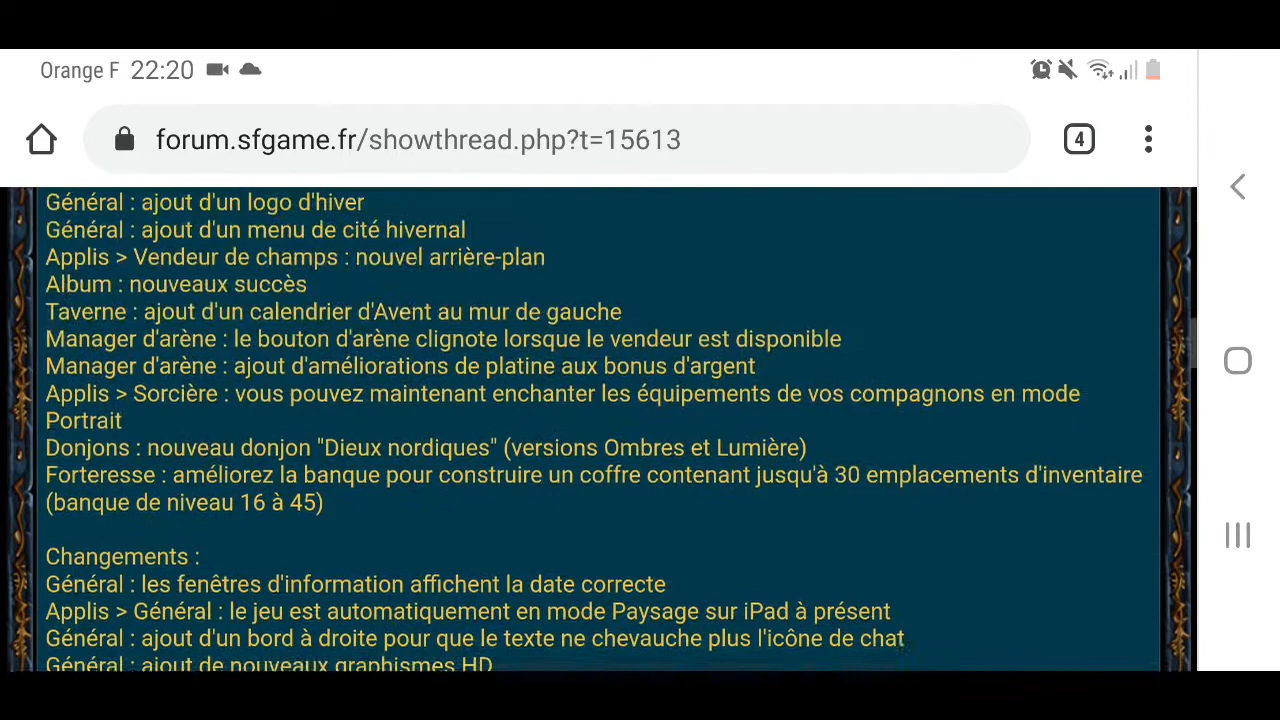 Orange F 22:20
forum.sfgame.fr/showthread.php?t=15613
4
Général : ajout d'un logo d'hiver
Général : ajout d'un menu de cité hivernal
Applis > Vendeur de champs : nouvel arrière-plan
Album : nouveaux succès
Taverne : ajout d'un calendrier d'Avent au mur de gauche
Manager d'arène : le bouton d'arène clignote lorsque le vendeur est disponible
Manager d'arène : ajout d'améliorations de platine aux bonus d'argent
Applis > Sorcière : vous pouvez maintenant enchanter les équipements de vos compagnons en mode
Portrait
Donjons : nouveau donjon "Dieux nordiques" (versions Ombres et Lumière)
Forteresse : améliorez la banque pour construire un coffre contenant jusqu'à 30 emplacements d'inventaire
(banque de niveau 16 à 45)
Changements :
Général : les fenêtres d'information affichent la date correcte
Applis > Général : le jeu est automatiquement en mode Paysage sur iPad à présent
Général : ajout d'un bord à droite pour que le texte ne chevauche plus l'icône de chat
Général : ajout de nouveaux graphismes HD